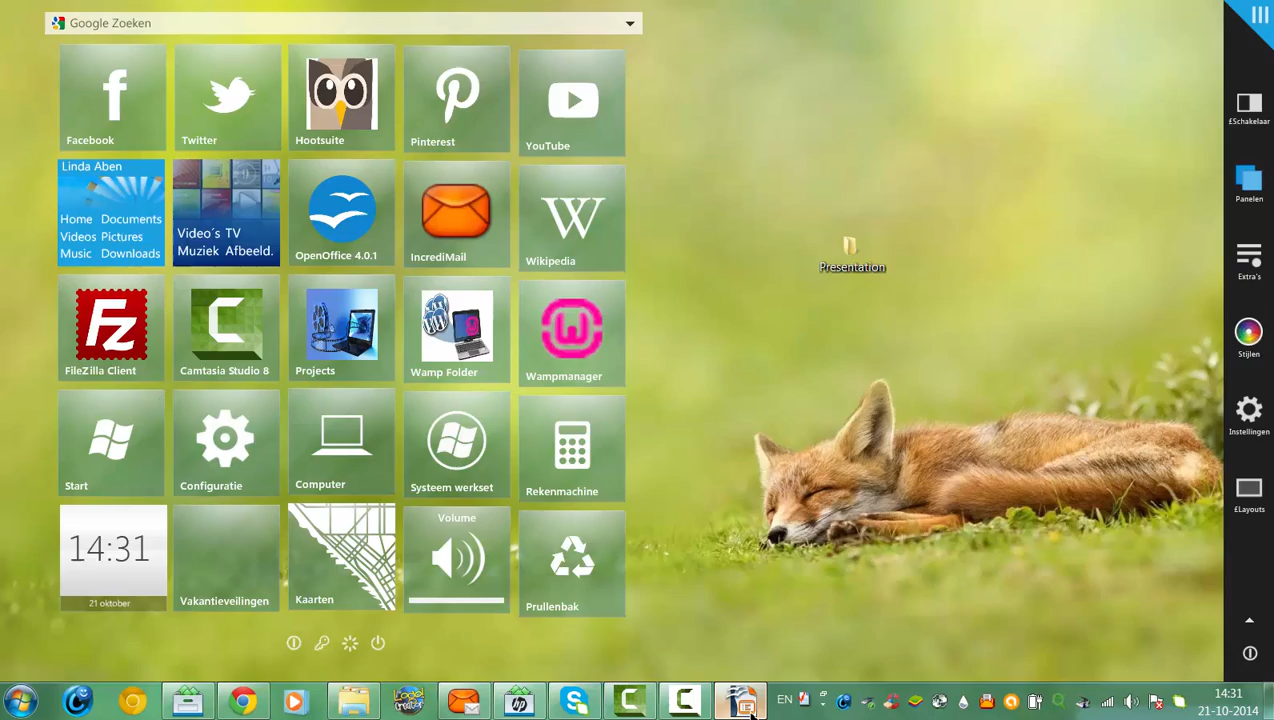 Google Zoeken
Facebook
Twitter
Hootsuite
Pinterest
YouTube
Linda Aben
Home Documents
Videos Pictures
Music Downloads
Video´s TV
Muziek Afbeeld.
OpenOffice 4.0.1
IncrediMail
W
Wikipedia
Fz
FileZilla Client
C
Camtasia Studio 8
Projects
Wamp Folder
Wampmanager
Start
Configuratie
Computer
Systeem werkset
Rekenmachine
14:31
21 oktober
Vakantieveilingen
Kaarten
Volume
Prullenbak
Presentation
£Schakelaar
Panelen
Extra's
Stijlen
Instellingen
£Layouts
EN
14:31
21-10-2014